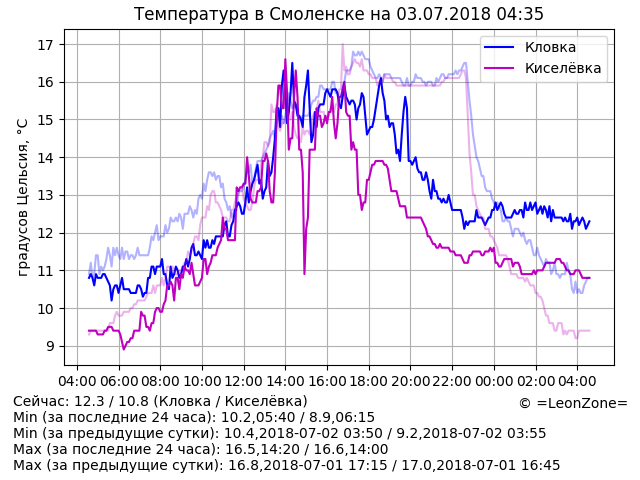 Температура в Смоленске на 03.07.2018 04:35
градусов Цельсия, °C
17
16
15
14
13
12
11
10
9
Кловка
Киселёвка
04:00 06:00 08:00 10:00 12:00 14:00 16:00 18:00 20:00 22:00 00:00 02:00 04:00
Сейчас: 12.3 / 10.8 (Кловка / Киселёвка)
© =LeonZone=
Min (за последние 24 часа): 10.2,05:40 / 8.9,06:15
Min (за предыдущие сутки): 10.4,2018-07-02 03:50 / 9.2,2018-07-02 03:55
Max (за последние 24 часа): 16.5,14:20 / 16.6,14:00
Max (за предыдущие сутки): 16.8,2018-07-01 17:15 / 17.0,2018-07-01 16:45